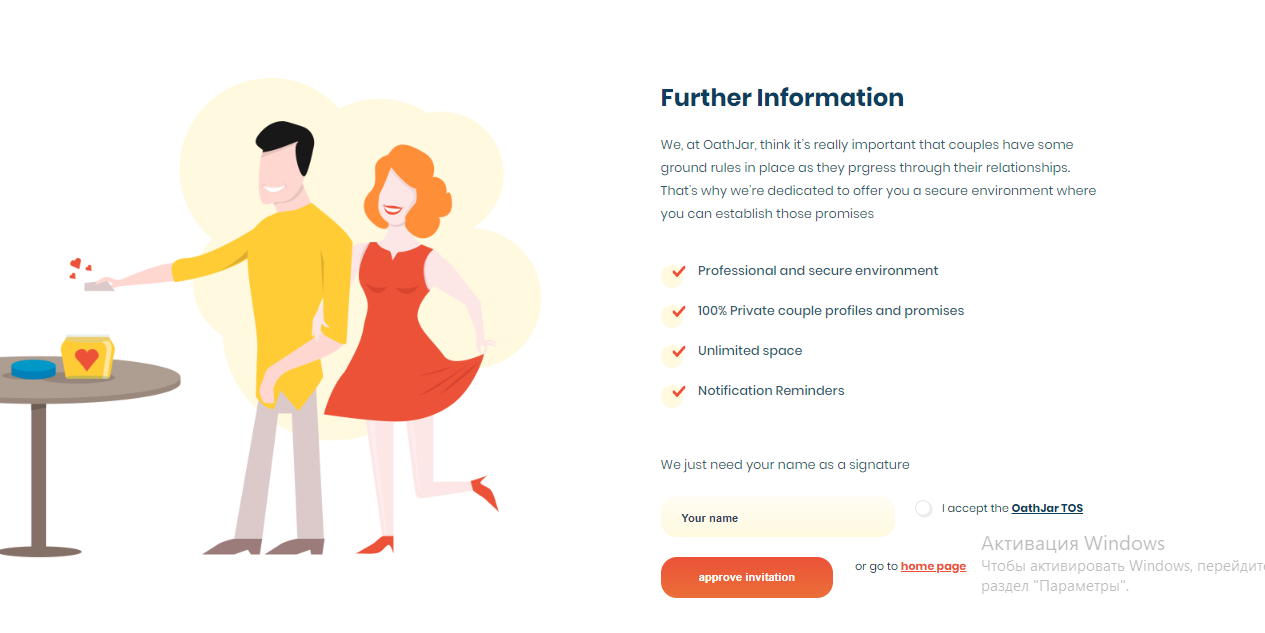 Further Information
We, at OathJar, think it's really important that couples have some
ground rules in place as they prgress through their relationships.
That's why we're dedicated to offer you a secure environment where
you can establish those promises
Professional and secure environment
100% Private couple profiles and promises
Unlimited space
Notification Reminders
We just need your name as a signature
Your name
I accept the OathJar TOS
approve invitation
or go to home page
Активация Windows
Чтобы активировать Windows, перейдите
раздел "Параметры".